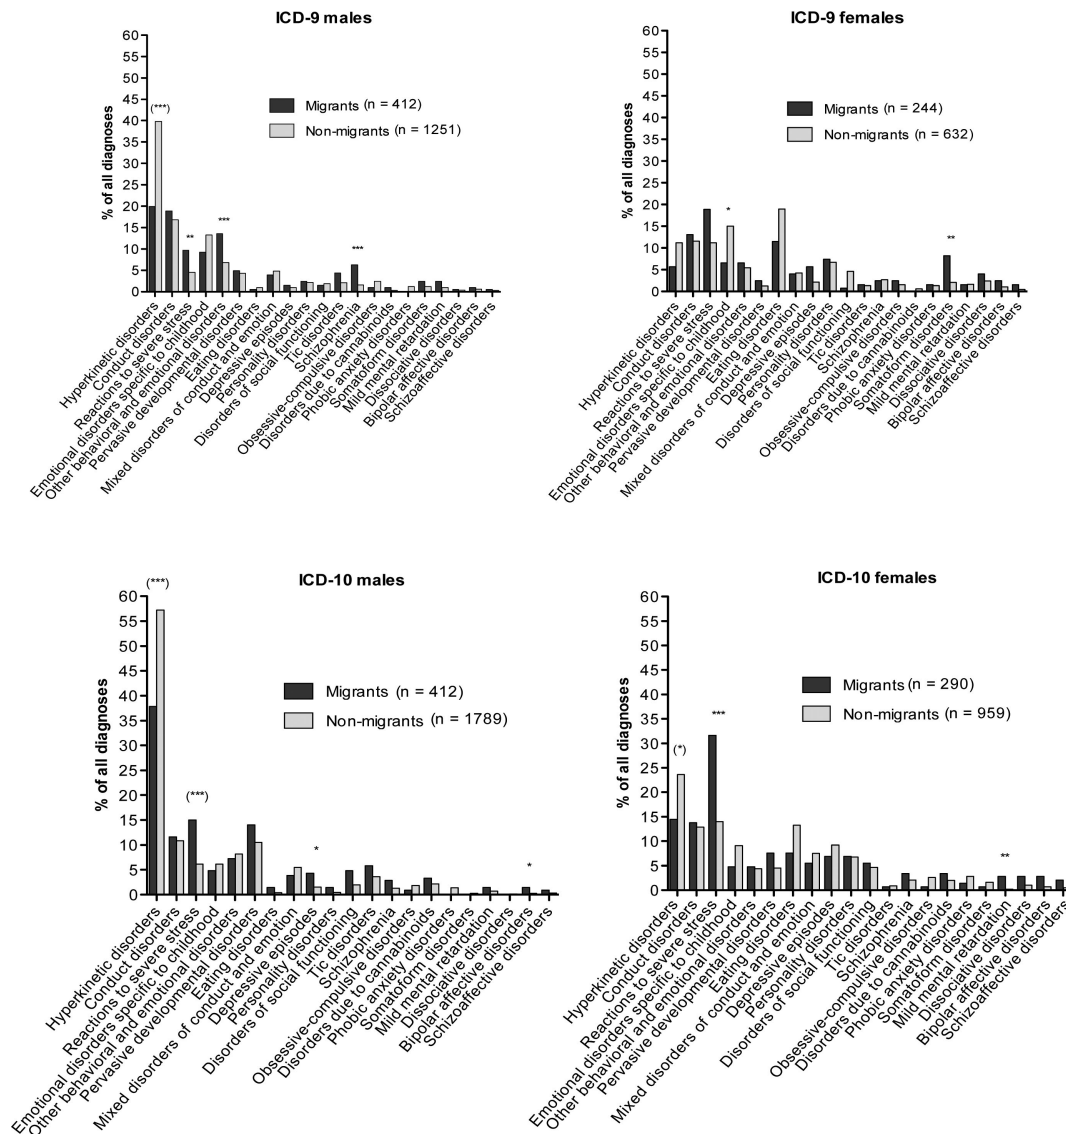 ICD-9 males
% of all diagnoses
60
55
50
45
40
35
30
25
20
15
10
5
0
(***)
**
***
***
Migrants (n = 412)
Non-migrants (n = 1251)
Hyperkinetic disorders
Conduct disorders
Reactions to severe stress
Emotional disorders specific to childhood
Other behavioral and emotional disorders
Pervasive developmental disorders
Eating disorders
Mixed disorders of conduct and emotion
Depressive episodes
Personality disorders
Disorders of social functioning
Tic disorders
Schizophrenia
Obsessive-compulsive disorders
Disorders due to cannabinoids
Phobic anxiety disorders
Somatoform disorders
Mild mental retardation
Dissociative disorders
Bipolar affective disorders
Schizoaffective disorders
ICD-9 females
% of all diagnoses
60
55
50
45
40
35
30
25
20
15
10
5
0
*
**
Migrants (n = 244)
Non-migrants (n = 632)
Hyperkinetic disorders
Conduct disorders
Reactions to severe stress
Emotional disorders specific to childhood
Other behavioral and emotional disorders
Pervasive developmental disorders
Eating disorders
Mixed disorders of conduct and emotion
Depressive episodes
Personality disorders
Disorders of social functioning
Tic disorders
Schizophrenia
Obsessive-compulsive disorders
Disorders due to cannabinoids
Phobic anxiety disorders
Somatoform disorders
Mild mental retardation
Dissociative disorders
Bipolar affective disorders
Schizoaffective disorders
ICD-10 males
% of all diagnoses
60
55
50
45
40
35
30
25
20
15
10
5
0
(***)
(***)
*
*
Migrants (n = 412)
Non-migrants (n = 1789)
Hyperkinetic disorders
Conduct disorders
Reactions to severe stress
Emotional disorders specific to childhood
Other behavioral and emotional disorders
Pervasive developmental disorders
Eating disorders
Mixed disorders of conduct and emotion
Depressive episodes
Personality disorders
Disorders of social functioning
Tic disorders
Schizophrenia
Obsessive-compulsive disorders
Disorders due to cannabinoids
Phobic anxiety disorders
Somatoform disorders
Mild mental retardation
Dissociative disorders
Bipolar affective disorders
Schizoaffective disorders
ICD-10 females
% of all diagnoses
60
55
50
45
40
35
30
25
20
15
10
5
0
(*)
***
**
Migrants (n = 290)
Non-migrants (n = 959)
Hyperkinetic disorders
Conduct disorders
Reactions to severe stress
Emotional disorders specific to childhood
Other behavioral and emotional disorders
Pervasive developmental disorders
Eating disorders
Mixed disorders of conduct and emotion
Depressive episodes
Personality disorders
Disorders of social functioning
Tic disorders
Schizophrenia
Obsessive-compulsive disorders
Disorders due to cannabinoids
Phobic anxiety disorders
Somatoform disorders
Mild mental retardation
Dissociative disorders
Bipolar affective disorders
Schizoaffective disorders